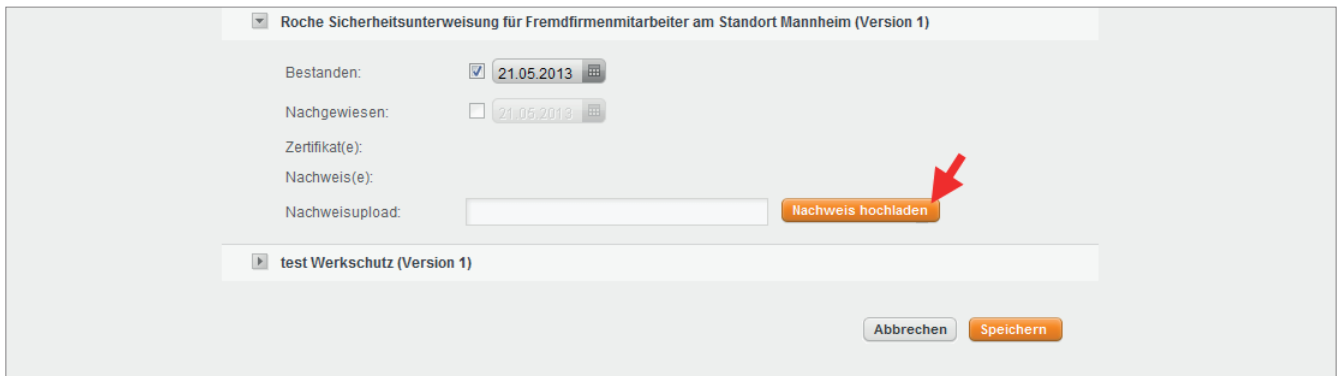 Roche Sicherheitsunterweisung für Fremdfirmenmitarbeiter am Standort Mannheim (Version 1)
Bestanden: 21.05.2013
Nachgewiesen: 21.05.2013
Zertifikat(e):
Nachweis(e):
Nachweisupload: Nachweis hochladen
test Werkschutz (Version 1)
Abbrechen Speichern